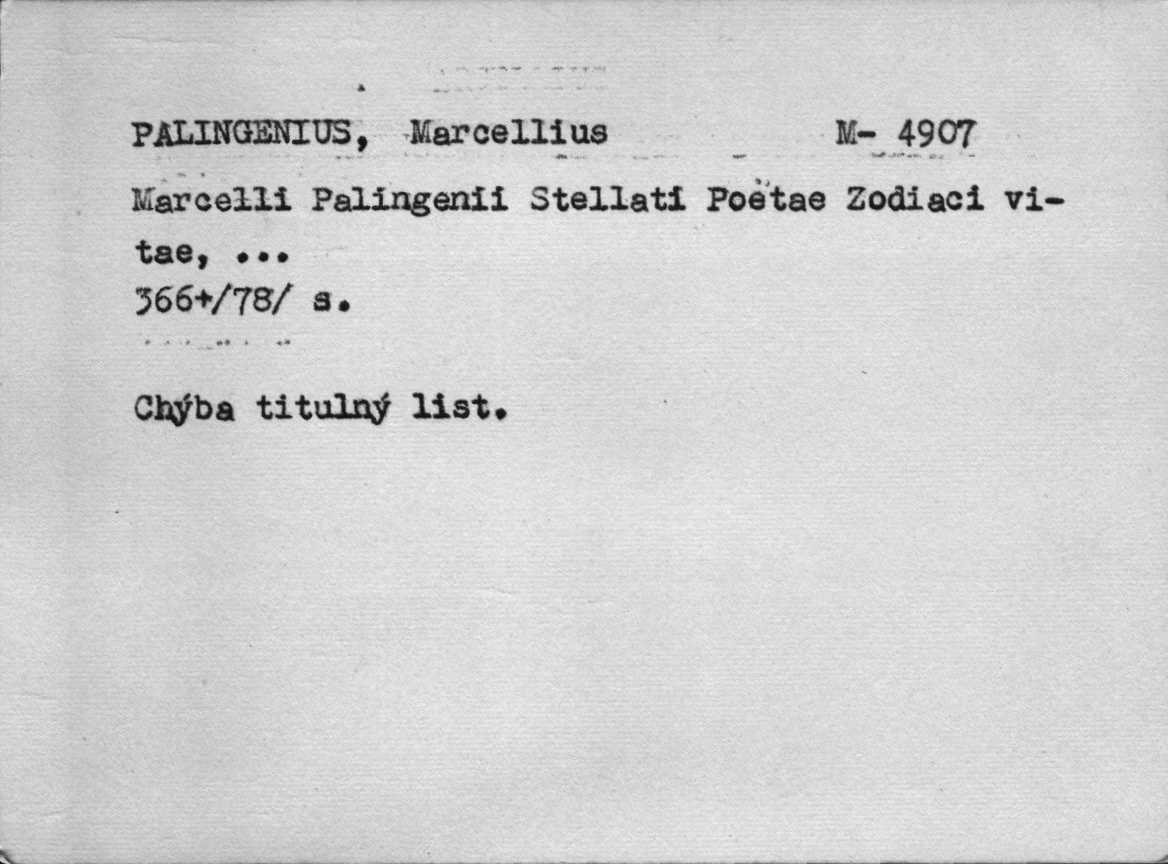 PALINGENIUS, Marcellius M- 4907
Marcelli Palingenii Stellati Poëtae Zodiaci vi-
tae, ...
366+/78/ s.
Chýba titulný list.